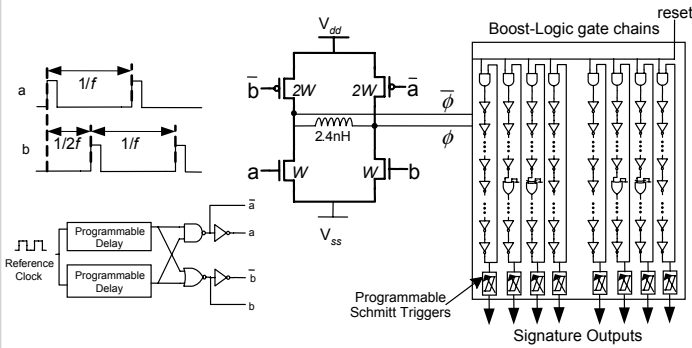 a
1/f
b
1/2f
1/f
Reference
Clock
Programmable
Delay
Programmable
Delay
a̅
a
b̅
b
V_dd
b̅
2W
2W
a̅
2.4nH
a
W
W
b
V_ss
φ̅
φ
reset
Boost-Logic gate chains
Programmable
Schmitt Triggers
Signature Outputs